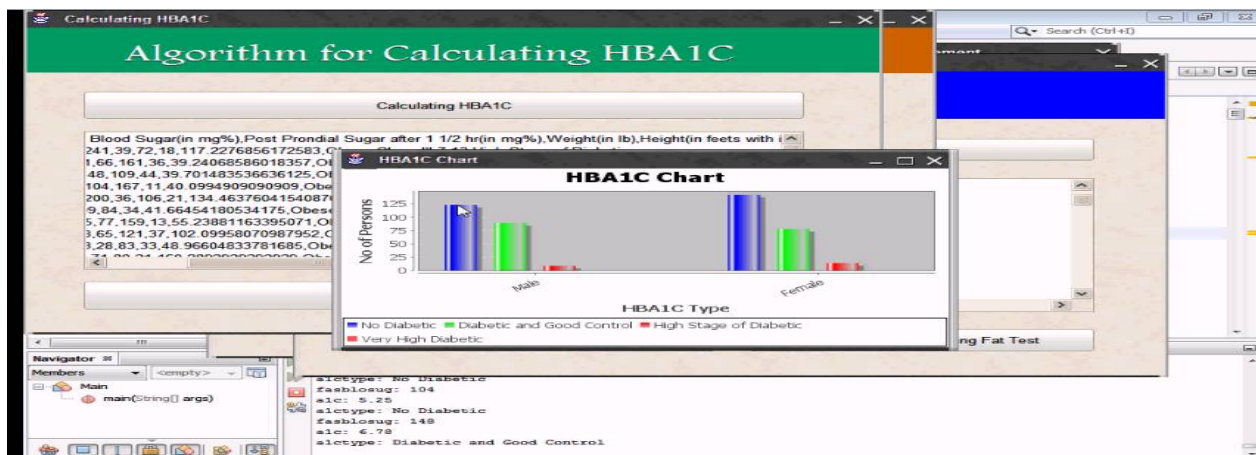 Calculating HBA1C
Search (Ctrl+I)
Algorithm for Calculating HBA1C
Calculating HBA1C
Blood Sugar(in mg%),Post Prondial Sugar after 1 1/2 hr(in mg%),Weight(in lb),Height(in feets with i
241,39,72,18,117.2276856172583,
1,66,161,36,39.24068586018357,Ob
48,109,44,39.7014835366361​25,
104,167,11,40.0994909090909,Obe
200,36,106,21,134.4637604154087
9,84,34,41.66454180534175,Obes
5,77,159,13,55.23881163395071,O
3,65,121,37,102.09958070987952,C
3,28,83,33,48.96604833781685,Obe
HBA1C Chart
HBA1C Chart
No of Persons
125
100
75
50
25
0
Male
Female
HBA1C Type
No Diabetic Diabetic and Good Control High Stage of Diabetic
Very High Diabetic
ng Fat Test
Navigator
Members <empty>
Main
main(String[] args)
a1ctype: No Diabetic
fasblosug: 104
a1c: 5.25
a1ctype: No Diabetic
fasblosug: 148
a1c: 6.78
a1ctype: Diabetic and Good Control